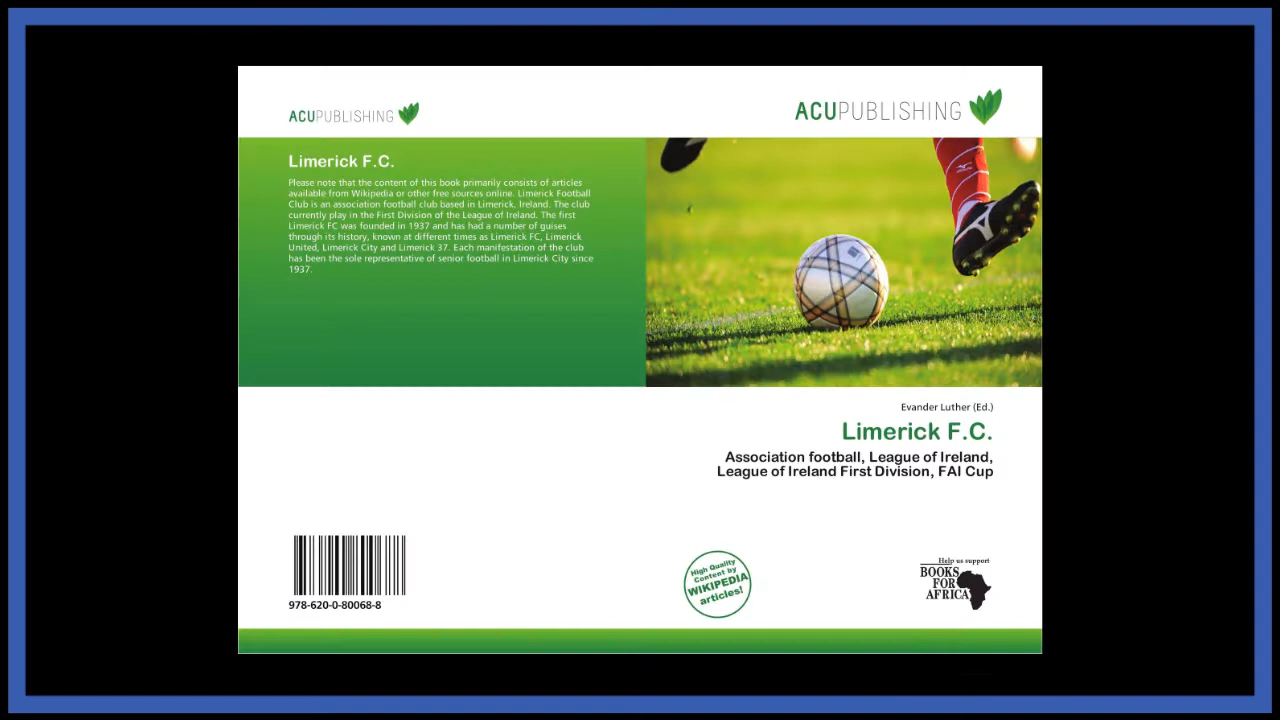 ACUPUBLISHING
Limerick F.C.
Please note that the content of this book primarily consists of articles
available from Wikipedia or other free sources online. Limerick Football
Club is an association football club based in Limerick, Ireland. The club
currently play in the First Division of the League of Ireland. The first
Limerick FC was founded in 1937 and has had a number of guises
through its history, known at different times as Limerick FC, Limerick
United, Limerick City and Limerick 37. Each manifestation of the club
has been the sole representative of senior football in Limerick City since
1937.
978-620-0-80068-8
ACUPUBLISHING
Evander Luther (Ed.)
Limerick F.C.
Association football, League of Ireland,
League of Ireland First Division, FAI Cup
High Quality
Content by
WIKIPEDIA
articles!
Help us support
BOOKS
FOR
AFRICA